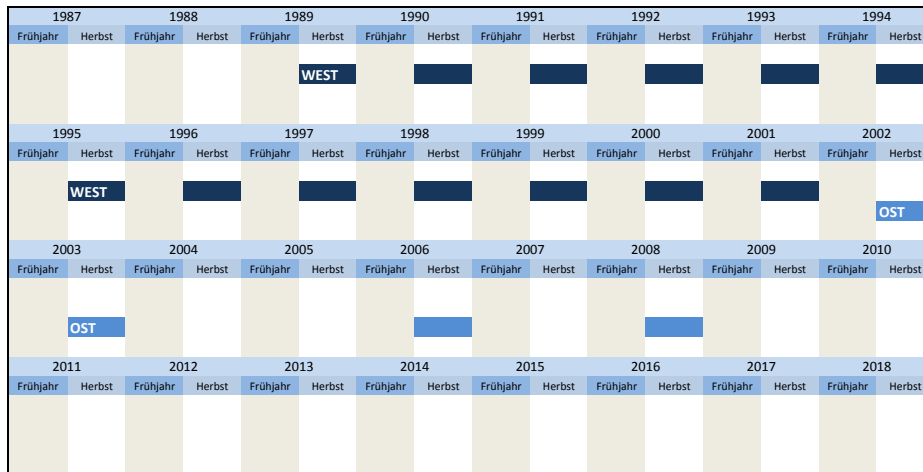 1987 1988 1989 1990 1991 1992 1993 1994
Frühjahr Herbst Frühjahr Herbst Frühjahr Herbst Frühjahr Herbst Frühjahr Herbst Frühjahr Herbst Frühjahr Herbst Frühjahr Herbst
WEST
1995 1996 1997 1998 1999 2000 2001 2002
Frühjahr Herbst Frühjahr Herbst Frühjahr Herbst Frühjahr Herbst Frühjahr Herbst Frühjahr Herbst Frühjahr Herbst Frühjahr Herbst
WEST
OST
2003 2004 2005 2006 2007 2008 2009 2010
Frühjahr Herbst Frühjahr Herbst Frühjahr Herbst Frühjahr Herbst Frühjahr Herbst Frühjahr Herbst Frühjahr Herbst Frühjahr Herbst
OST
2011 2012 2013 2014 2015 2016 2017 2018
Frühjahr Herbst Frühjahr Herbst Frühjahr Herbst Frühjahr Herbst Frühjahr Herbst Frühjahr Herbst Frühjahr Herbst Frühjahr Herbst